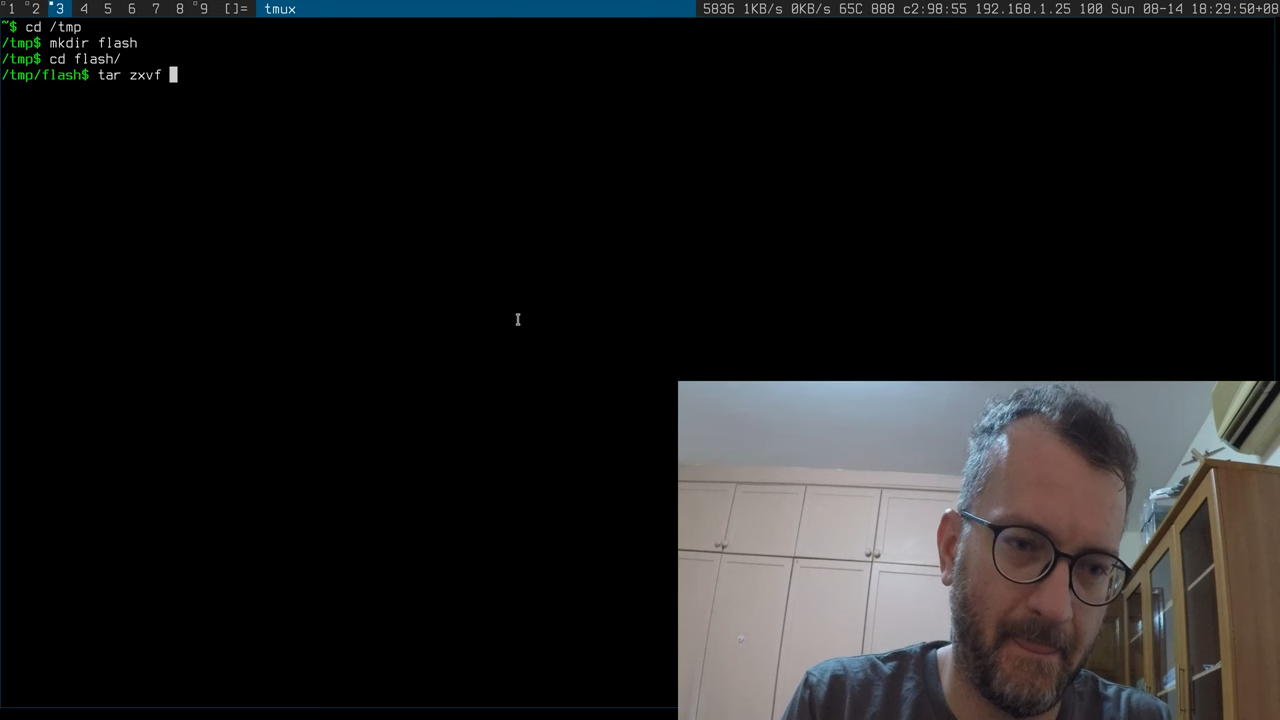 1 2 3 4 5 6 7 8 9 []= tmux 5836 1KB/s 0KB/s 65C 888 c2:98:55 192.168.1.25 100 Sun 08-14 18:29:50+08
~$ cd /tmp
/tmp$ mkdir flash
/tmp$ cd flash/
/tmp/flash$ tar zxvf